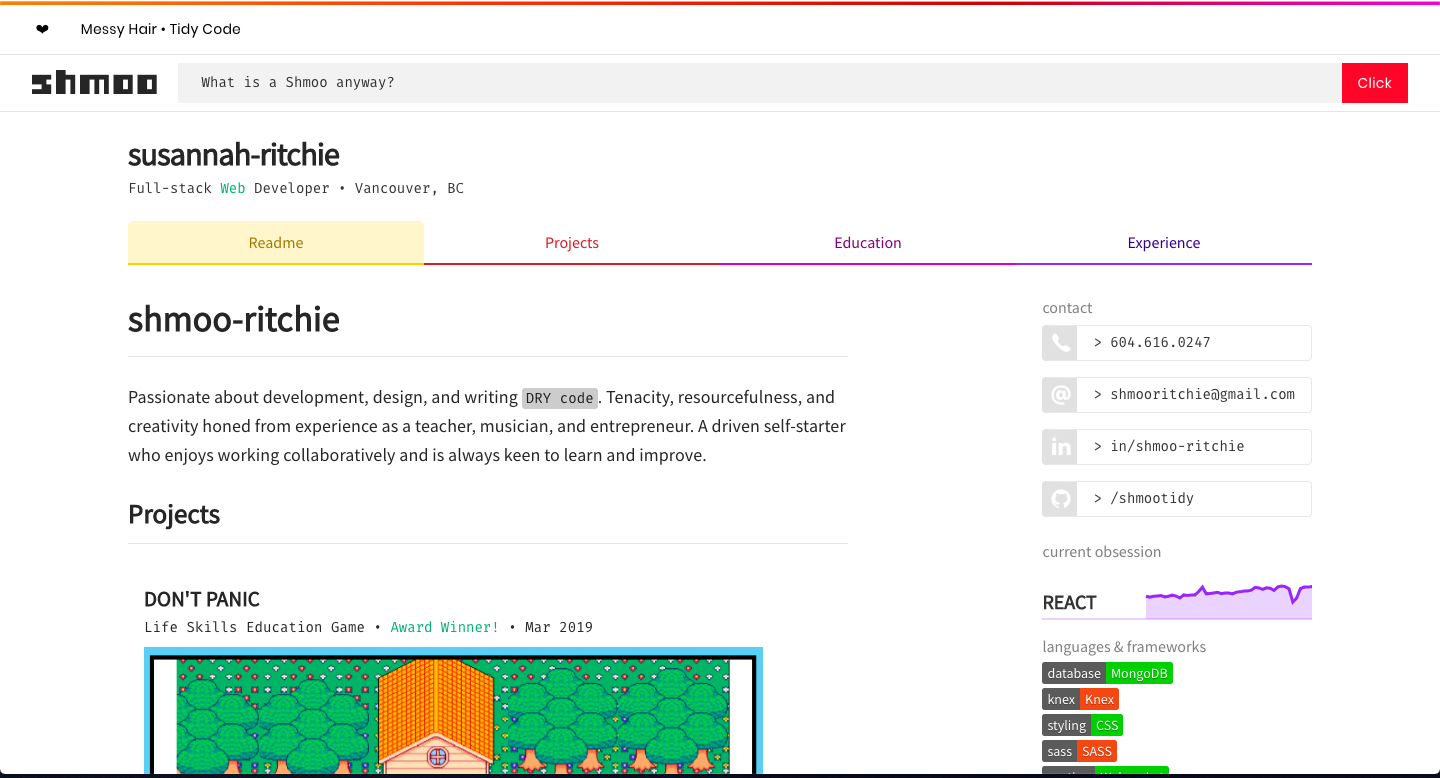 ❤ Messy Hair • Tidy Code
shmoo What is a Shmoo anyway? Click
susannah-ritchie
Full-stack Web Developer • Vancouver, BC
Readme Projects Education Experience
shmoo-ritchie
Passionate about development, design, and writing DRY code. Tenacity, resourcefulness, and
creativity honed from experience as a teacher, musician, and entrepreneur. A driven self-starter
who enjoys working collaboratively and is always keen to learn and improve.
Projects
DON'T PANIC
Life Skills Education Game • Award Winner! • Mar 2019
contact
> 604.616.0247
@ > shmooritchie@gmail.com
in > in/shmoo-ritchie
> /shmootidy
current obsession
REACT
languages & frameworks
database MongoDB
knex Knex
styling CSS
sass SASS